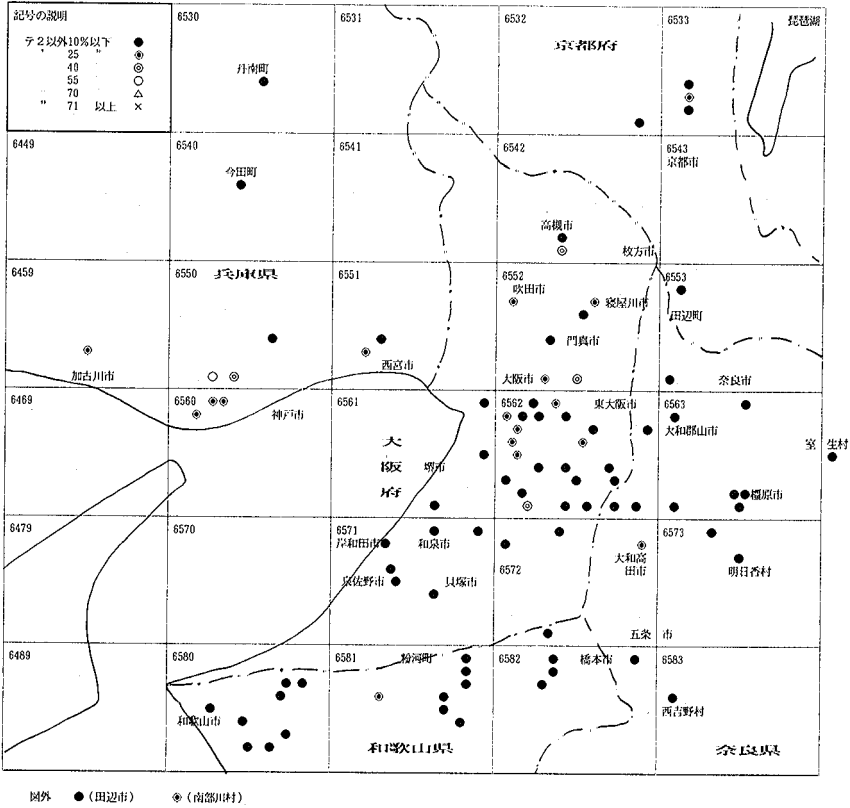 記号の説明
テ2以外10%以下 ●
〃 25 〃 ◉
40 ◎
55 ○
〃 70 △
〃 71 以上 ×
6530
6531
6532
6533
琵琶湖
京都府
丹南町
6449
6540
6541
6542
6543
京都市
今田町
高槻市
枚方市
6459
6550
6551
6552
6553
兵庫県
吹田市
寝屋川市
田辺町
門真市
加古川市
西宮市
大阪市
奈良市
6469
6560
6561
6562
6563
神戸市
東大阪市
大和郡山市
大阪府
堺市
室生村
橿原市
6479
6570
6571
6572
6573
岸和田市
和泉市
大和高田市
明日香村
泉佐野市
貝塚市
五条市
6489
6580
6581
6582
6583
粉河町
橋本市
和歌山市
西吉野村
和歌山県
奈良県
図外 ●(田辺市) ◉(南部川村)